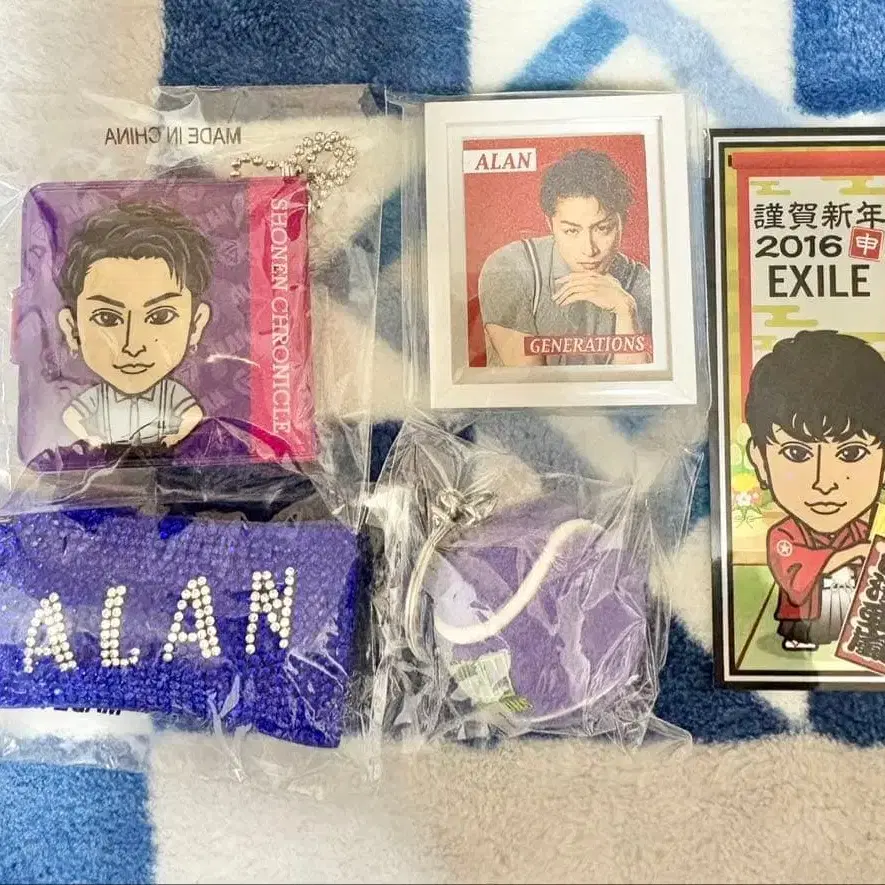 MADE IN CHINA
SHONEN CHRONICLE
ALAN
GENERATIONS
謹賀新年
2016 申
EXILE
ALAN